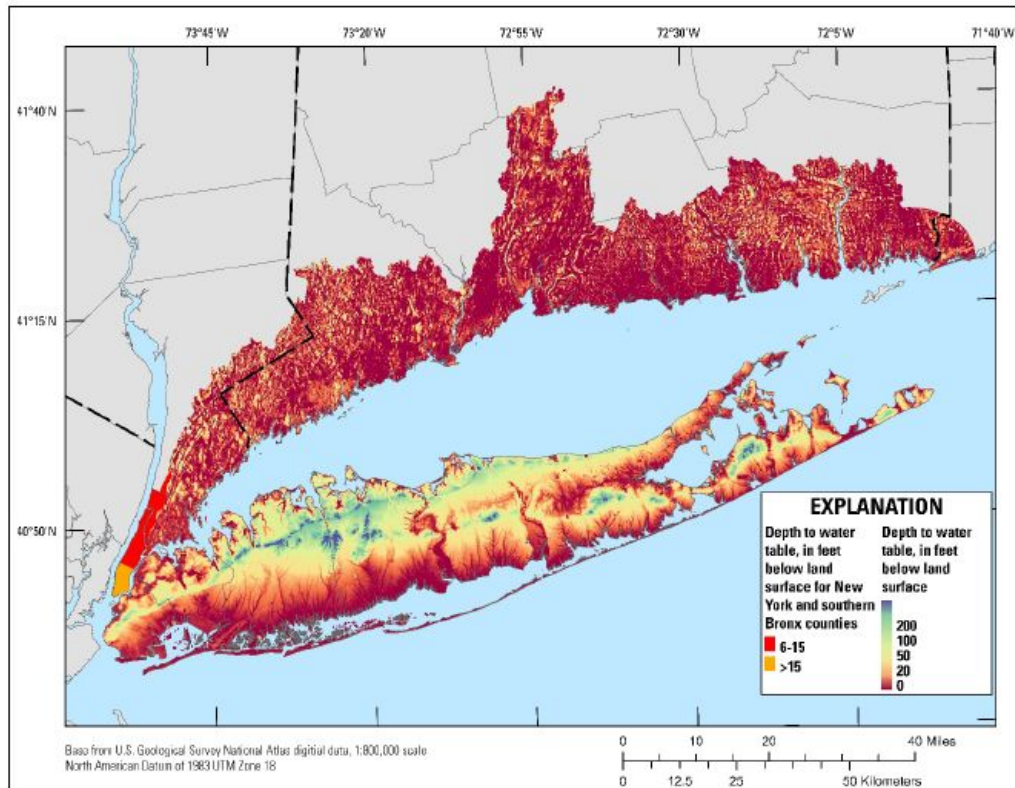 73°45'W 73°20'W 72°55'W 72°30'W 72°5'W 71°40'W
41°40'N
41°15'N
40°50'N
EXPLANATION
Depth to water
table, in feet
below land
surface for New
York and southern
Bronx counties
6-15
>15
Depth to water
table, in feet
below land
surface
200
100
50
20
0
Base from U.S. Geological Survey National Atlas digitial data, 1:800,000 scale
North American Datum of 1983 UTM Zone 18
0 10 20 40 Miles
0 12.5 25 50 Kilometers